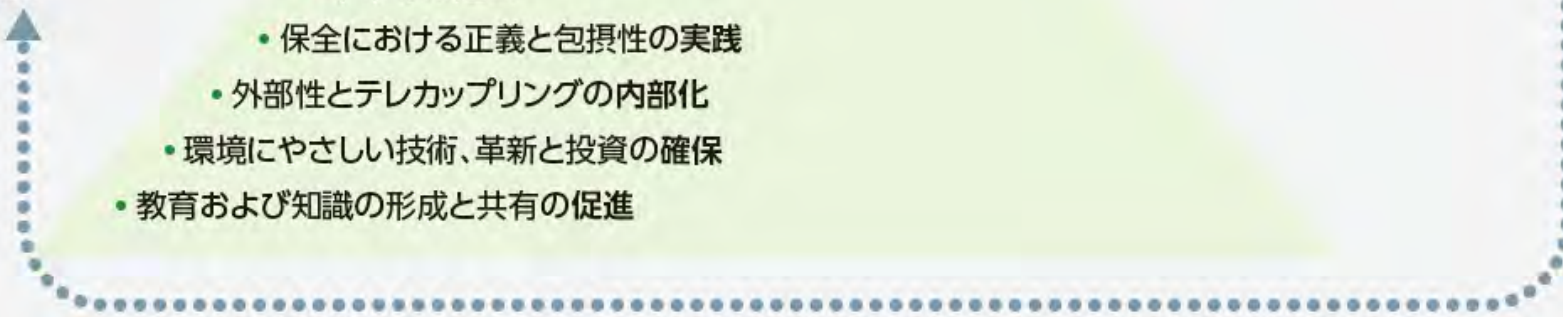 • 保全における正義と包摂性の実践
• 外部性とテレカップリングの内部化
• 環境にやさしい技術、革新と投資の確保
• 教育および知識の形成と共有の促進